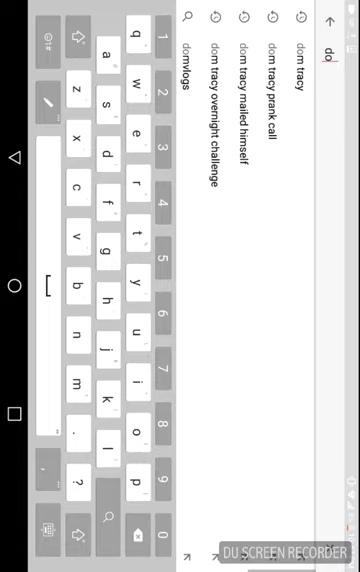 do
dom tracy
dom tracy prank call
dom tracy mailed himself
dom tracy overnight challenge
domvlogs
1 2 3 4 5 6 7 8 9 0
q w e r t y u i o p
a s d f g h j k l
z x c v b n m . ?
1#
,
DU SCREEN RECORDER